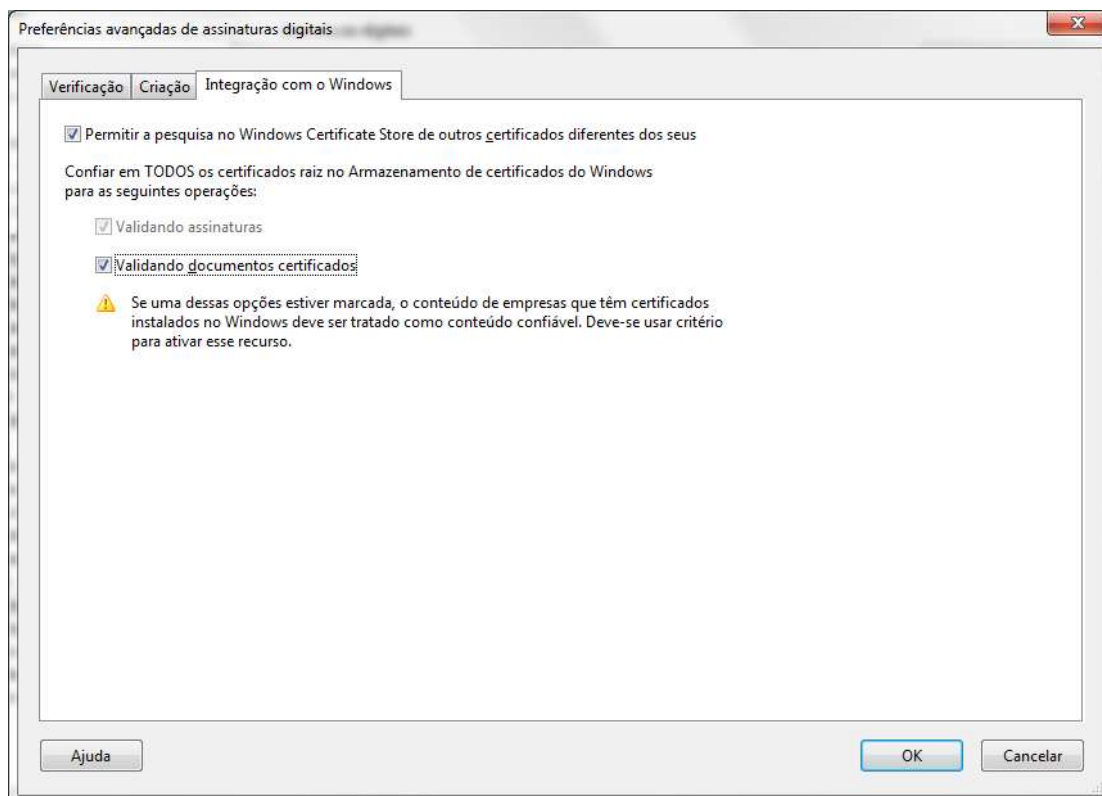 Preferências avançadas de assinaturas digitais
Verificação Criação Integração com o Windows
Permitir a pesquisa no Windows Certificate Store de outros certificados diferentes dos seus
Confiar em TODOS os certificados raiz no Armazenamento de certificados do Windows
para as seguintes operações:
Validando assinaturas
Validando documentos certificados
Se uma dessas opções estiver marcada, o conteúdo de empresas que têm certificados
instalados no Windows deve ser tratado como conteúdo confiável. Deve-se usar critério
para ativar esse recurso.
Ajuda OK Cancelar